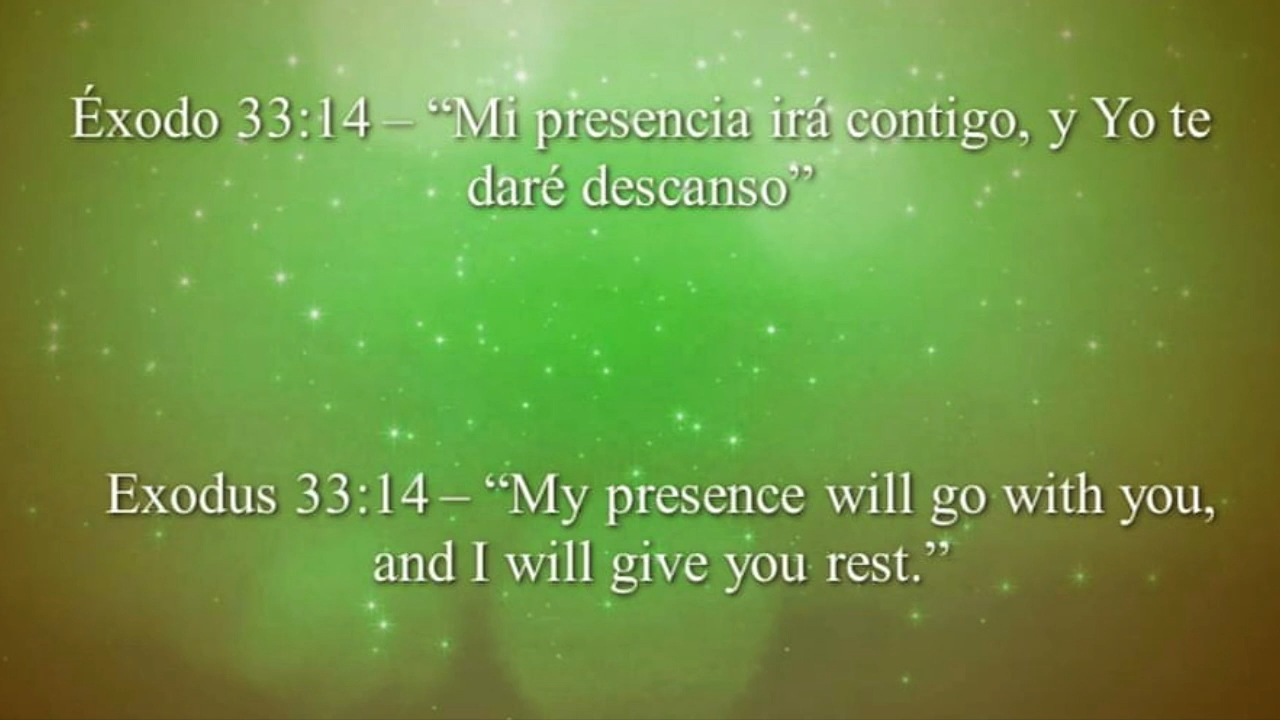 Éxodo 33:14 – “Mi presencia irá contigo, y Yo te
daré descanso”
Exodus 33:14 – “My presence will go with you,
and I will give you rest.”